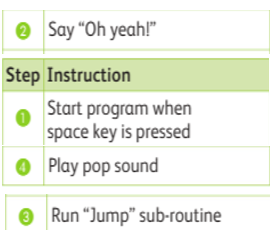 2 Say “Oh yeah!”
Step Instruction
1 Start program when
space key is pressed
4 Play pop sound
3 Run “Jump” sub-routine